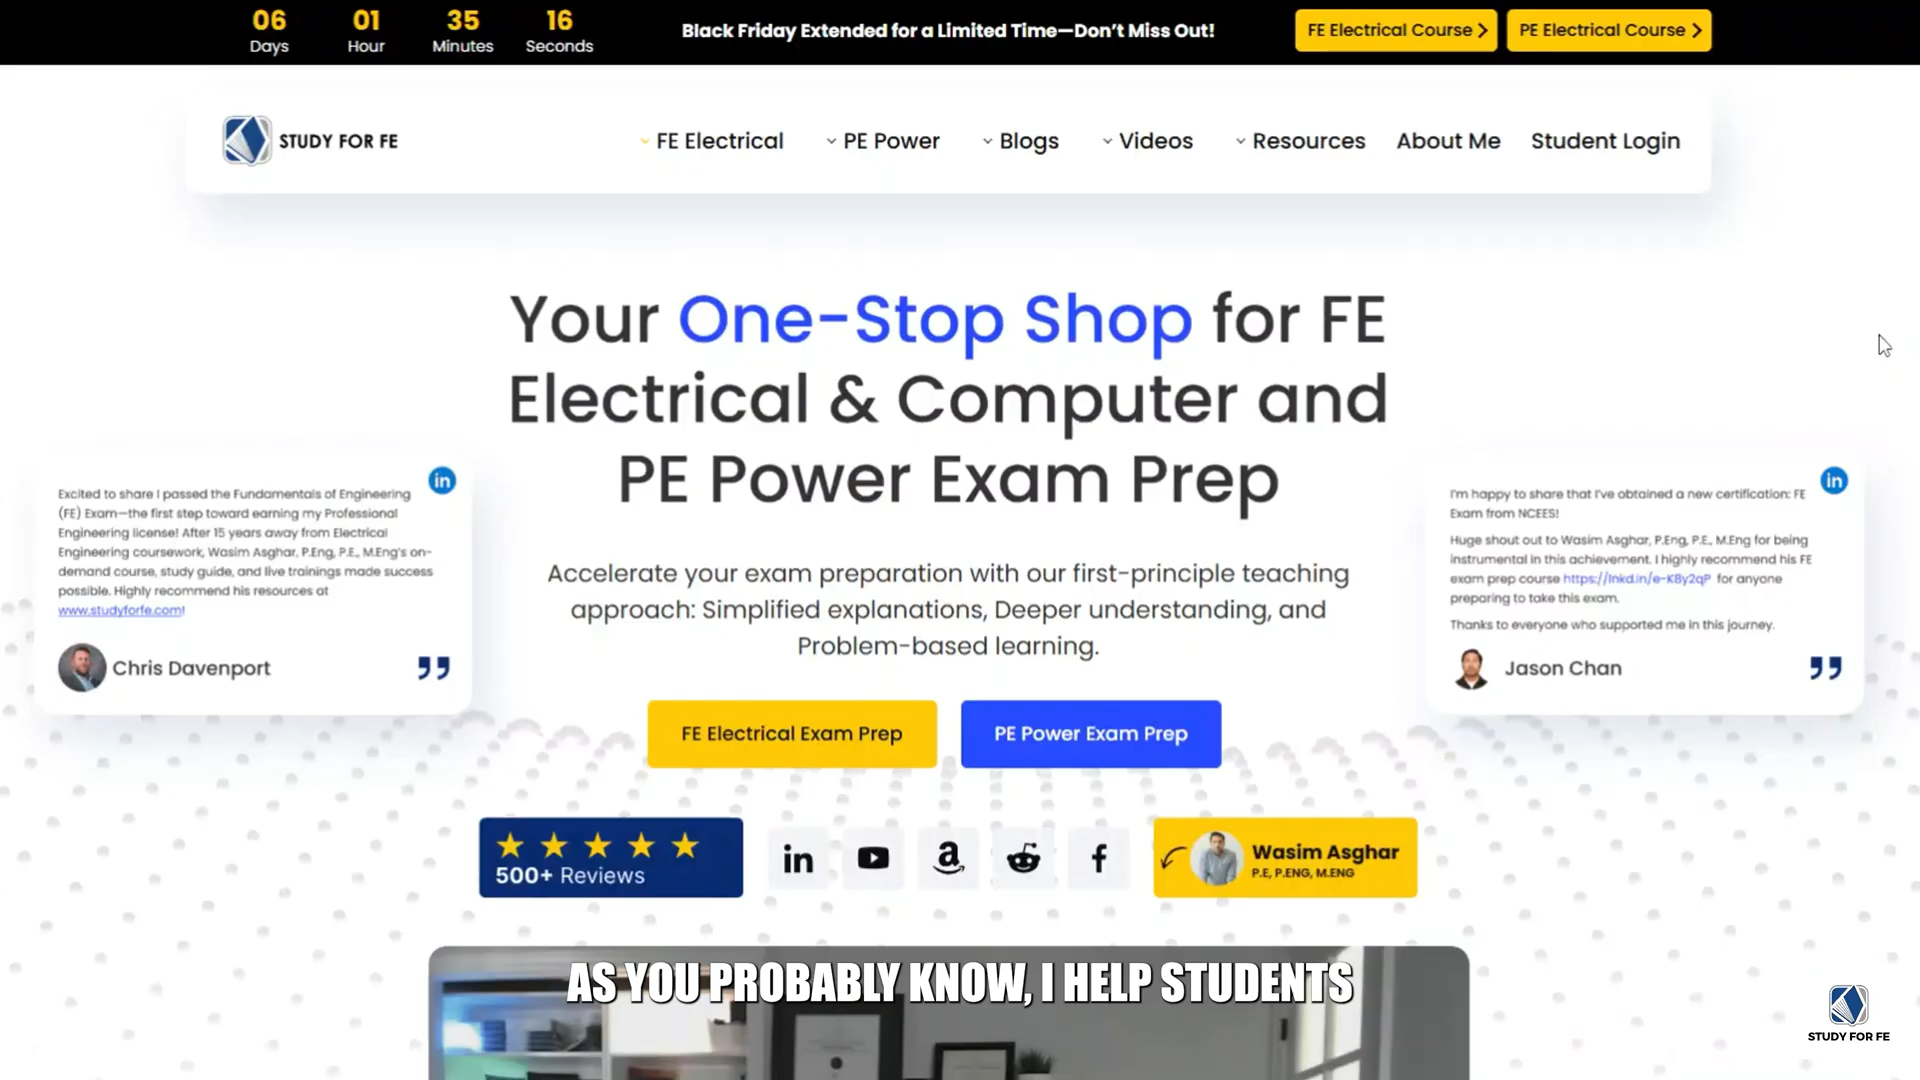 06 01 35 16
Days Hour Minutes Seconds
Black Friday Extended for a Limited Time—Don't Miss Out!
FE Electrical Course
PE Electrical Course
STUDY FOR FE
FE Electrical
PE Power
Blogs
Videos
Resources
About Me
Student Login
Your One-Stop Shop for FE
Electrical & Computer and
PE Power Exam Prep
Excited to share I passed the Fundamentals of Engineering
(FE) Exam—the first step toward earning my Professional
Engineering license! After 15 years away from Electrical
Engineering coursework, Wasim Asghar, P.Eng, P.E., M.Eng's on-
demand course, study guide, and live trainings made success
possible. Highly recommend his resources at
www.studyforfe.com!
Chris Davenport
in
Accelerate your exam preparation with our first-principle teaching
approach: Simplified explanations, Deeper understanding, and
Problem-based learning.
in
I'm happy to share that I've obtained a new certification: FE
Exam from NCEES!
Huge shout out to Wasim Asghar, P.Eng, P.E., M.Eng for being
instrumental in this achievement. I highly recommend his FE
exam prep course https://lnkd.in/e-K8y2qP for anyone
preparing to take this exam.
Thanks to everyone who supported me in this journey.
Jason Chan
FE Electrical Exam Prep
PE Power Exam Prep
500+ Reviews
in
a
f
Wasim Asghar
P.E, P.ENG, M.ENG
AS YOU PROBABLY KNOW, I HELP STUDENTS
STUDY FOR FE